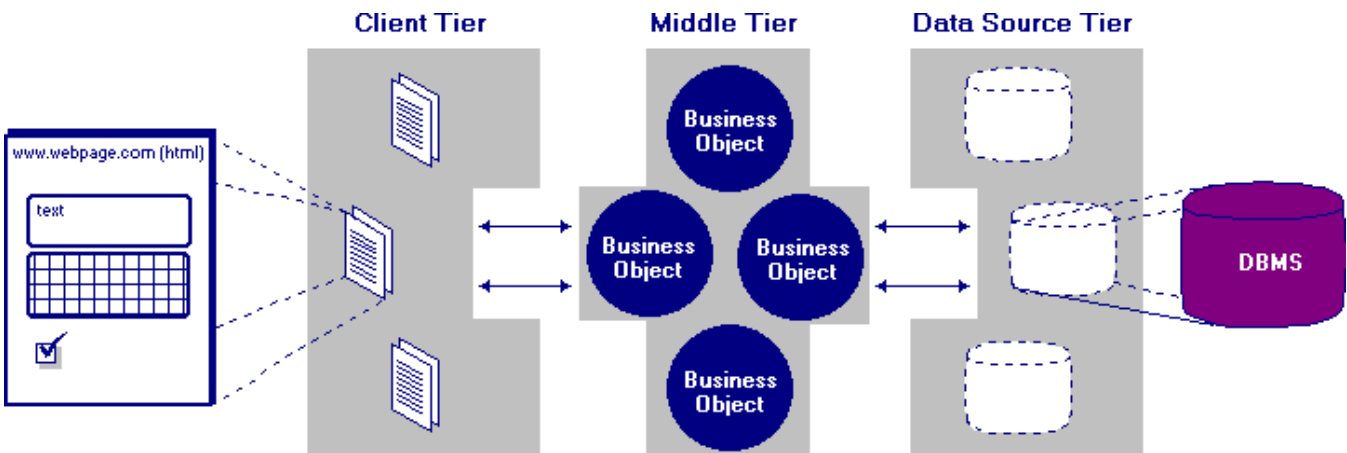 Client Tier
Middle Tier
Data Source Tier
www.webpage.com (html)
text
Business
Object
Business
Object
Business
Object
Business
Object
DBMS